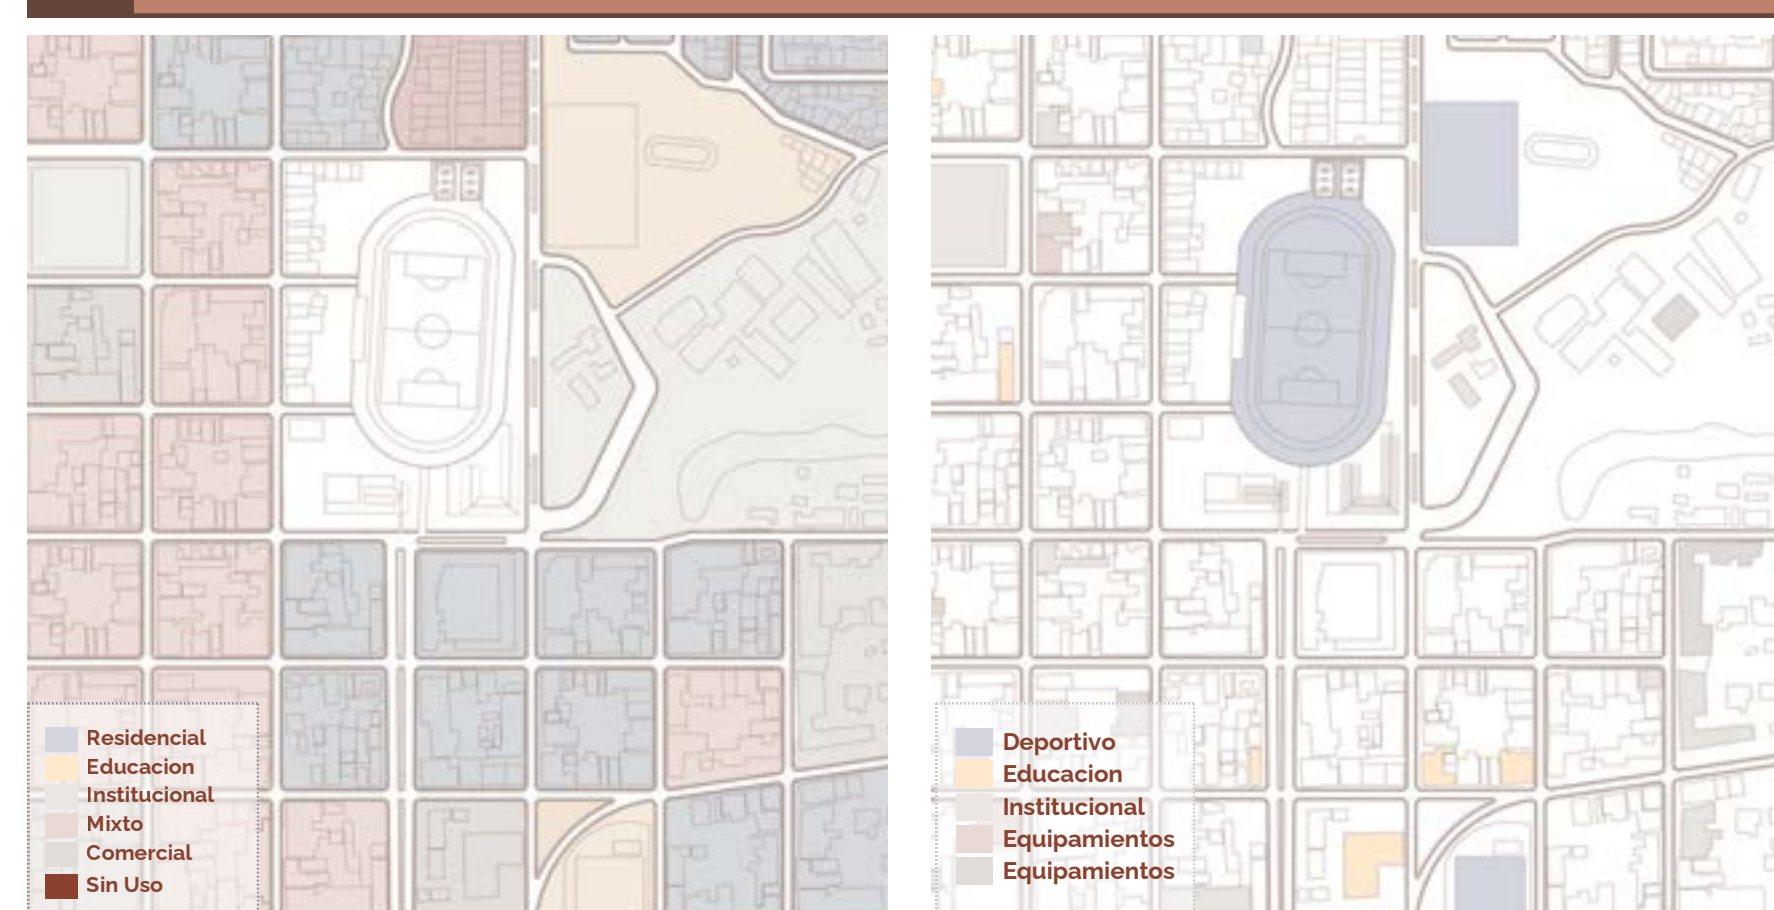 Residencial
Educacion
Institucional
Mixto
Comercial
Sin Uso
Deportivo
Educacion
Institucional
Equipamientos
Equipamientos